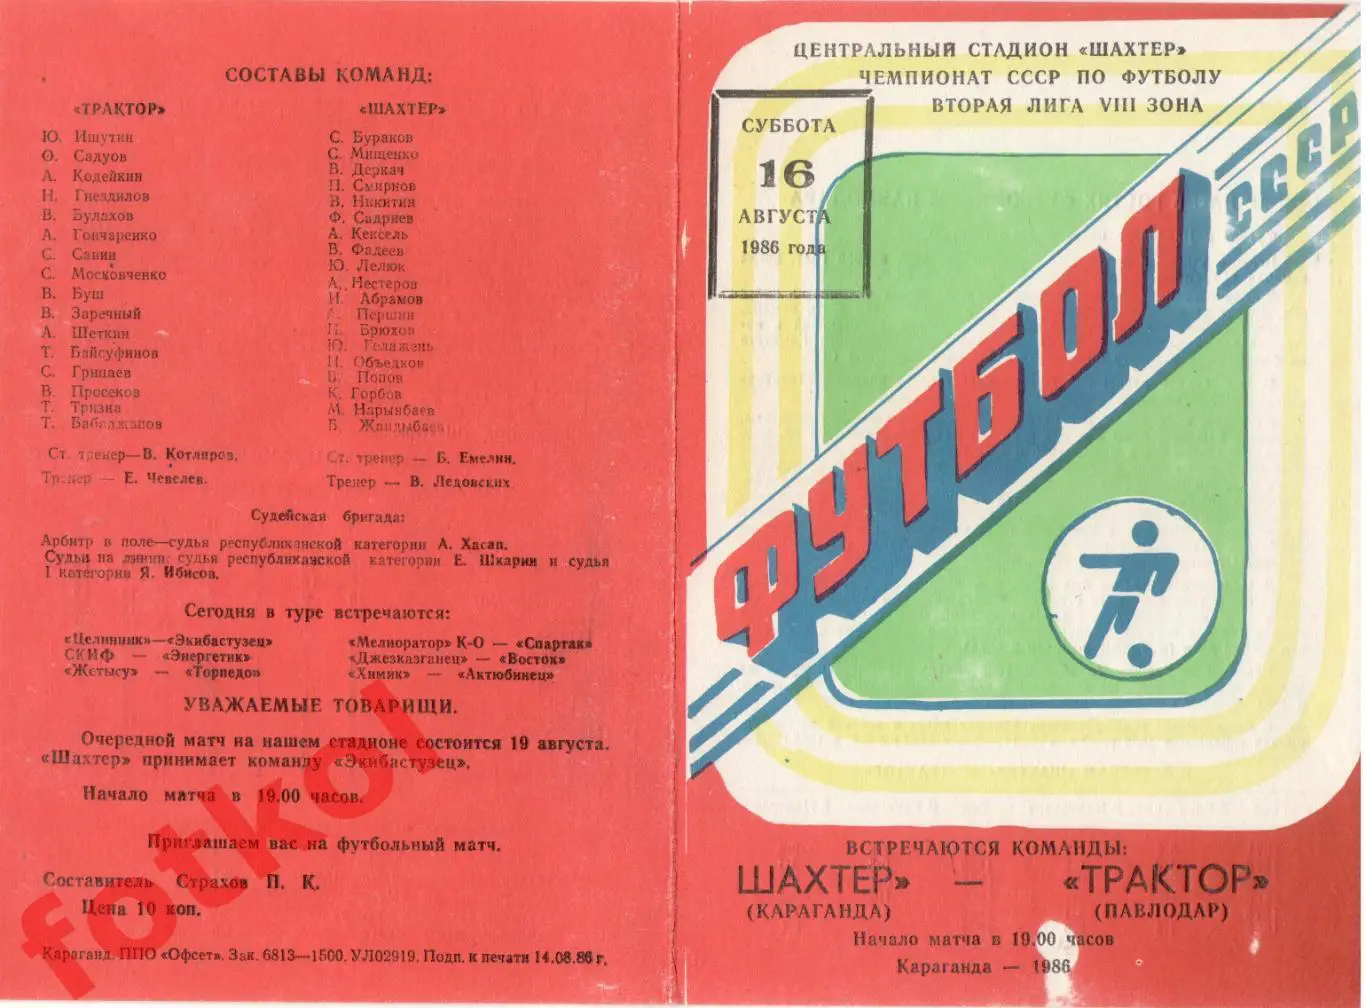 СОСТАВЫ КОМАНД:
«ТРАКТОР»
Ю. Ишутин
О. Садуов
А. Кодейкин
Н. Гнездилов
В. Булахов
А. Гончаренко
С. Савин
С. Московченко
В. Буш
В. Заречный
А. Шеткин
Т. Байсуфинов
С. Грицаев
В. Просеков
Т. Тризна
Т. Бабаджапов
Ст. тренер—В. Котляров.
Тренер — Е. Чевелев.
«ШАХТЕР»
С. Бураков
С. Мищенко
В. Деркач
П. Смирнов
В. Никитин
Ф. Садриев
А. Кексель
В. Фадеев
Ю. Лелюк
А. Нестеров
И. Абрамов
Першин
Брюхов
Ю. Гелажень
Н. Объедков
В. Попов
К. Горбов
М. Нарынбаев
Б. Жандыбаев
Ст. тренер — Б. Емелин.
Тренер — В. Ледовских
Судейская бригада:
Арбитр в поле—судья республиканской категории А. Хасан.
Судьи на линии: судья республиканской категории Е. Шкарин и судья
I категории Я. Ибисов.
Сегодня в туре встречаются:
«Целинник»—«Экибастузец»
СКИФ — «Энергетик»
«Жетысу» — «Торпедо»
«Мелиоратор» К-О — «Спартак»
«Джезказганец» — «Восток»
«Химик» — «Актюбинец»
УВАЖАЕМЫЕ ТОВАРИЩИ.
Очередной матч на нашем стадионе состоится 19 августа.
«Шахтер» принимает команду «Экибастузец».
Начало матча в 19.00 часов.
Приглашаем вас на футбольный матч.
Составитель Страхов П. К.
Цена 10 коп.
Караганд. ППО «Офсет». Зак. 6813—1500. УЛ02919. Подп. к печати 14.08.86 г.
fotkol
ЦЕНТРАЛЬНЫЙ СТАДИОН «ШАХТЕР»
ЧЕМПИОНАТ СССР ПО ФУТБОЛУ
ВТОРАЯ ЛИГА VIII ЗОНА
СУББОТА
16
АВГУСТА
1986 года
ФУТБОЛ
СССР
ВСТРЕЧАЮТСЯ КОМАНДЫ:
ШАХТЕР» — «ТРАКТОР»
(КАРАГАНДА) (ПАВЛОДАР)
Начало матча в 19.00 часов
Караганда — 1986